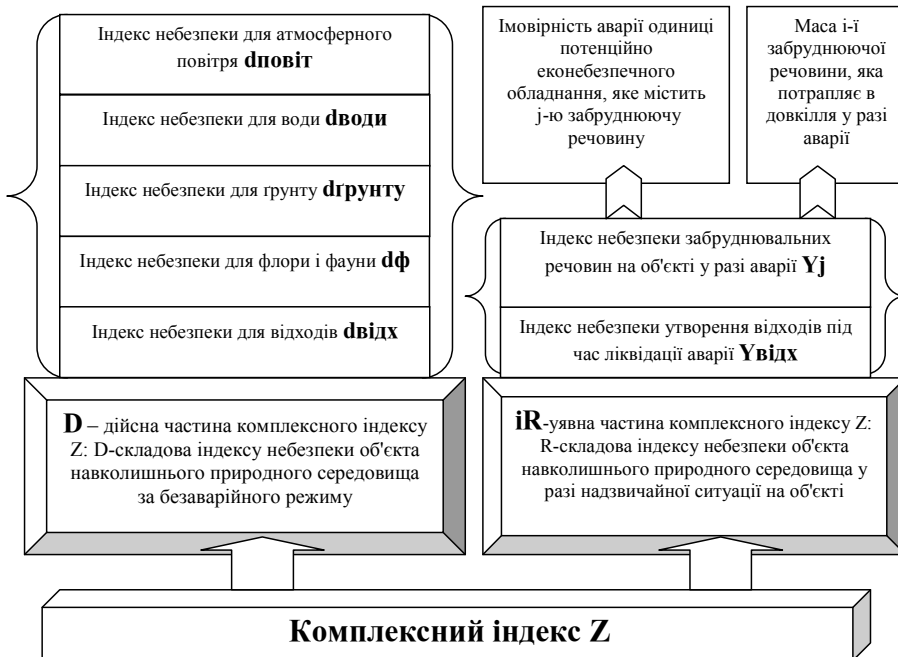 Індекс небезпеки для атмосферного
повітря dповіт
Індекс небезпеки для води dводи
Індекс небезпеки для ґрунту dґрунту
Індекс небезпеки для флори і фауни dф
Індекс небезпеки для відходів dвідх
D – дійсна частина комплексного індексу
Z: D-складова індексу небезпеки об'єкта
навколишнього природного середовища
за безаварійного режиму
Імовірність аварії одиниці
потенційно
еконебезпечного
обладнання, яке містить
j-ю забруднюючу
речовину
Маса і-ї
забруднюючої
речовини, яка
потрапляє в
довкілля у разі
аварії
Індекс небезпеки забруднювальних
речовин на об'єкті у разі аварії Yj
Індекс небезпеки утворення відходів під
час ліквідації аварії Yвідх
iR-уявна частина комплексного індексу Z:
R-складова індексу небезпеки об'єкта
навколишнього природного середовища у
разі надзвичайної ситуації на об'єкті
Комплексний індекс Z